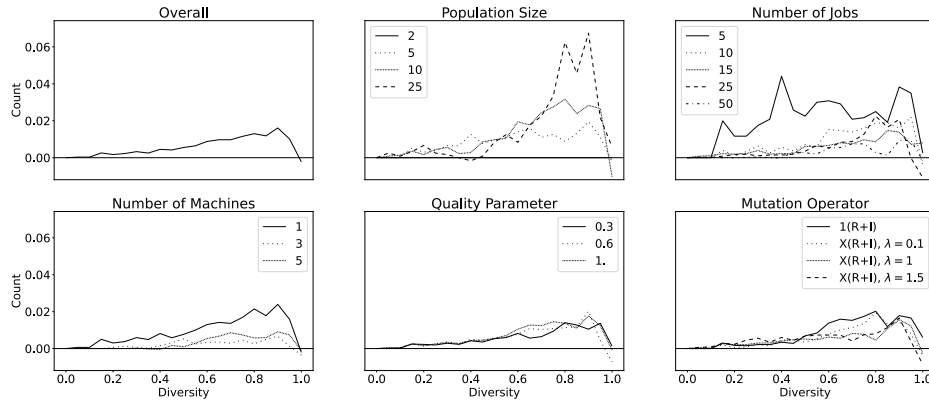 Overall
Population Size
Number of Jobs
Count
0.06
0.04
0.02
0.00
2
5
10
25
5
10
15
25
50
Number of Machines
Quality Parameter
Mutation Operator
Count
0.06
0.04
0.02
0.00
1
3
5
0.3
0.6
1.
1(R+I)
X(R+I), λ = 0.1
X(R+I), λ = 1
X(R+I), λ = 1.5
0.0 0.2 0.4 0.6 0.8 1.0
0.0 0.2 0.4 0.6 0.8 1.0
0.0 0.2 0.4 0.6 0.8 1.0
Diversity
Diversity
Diversity